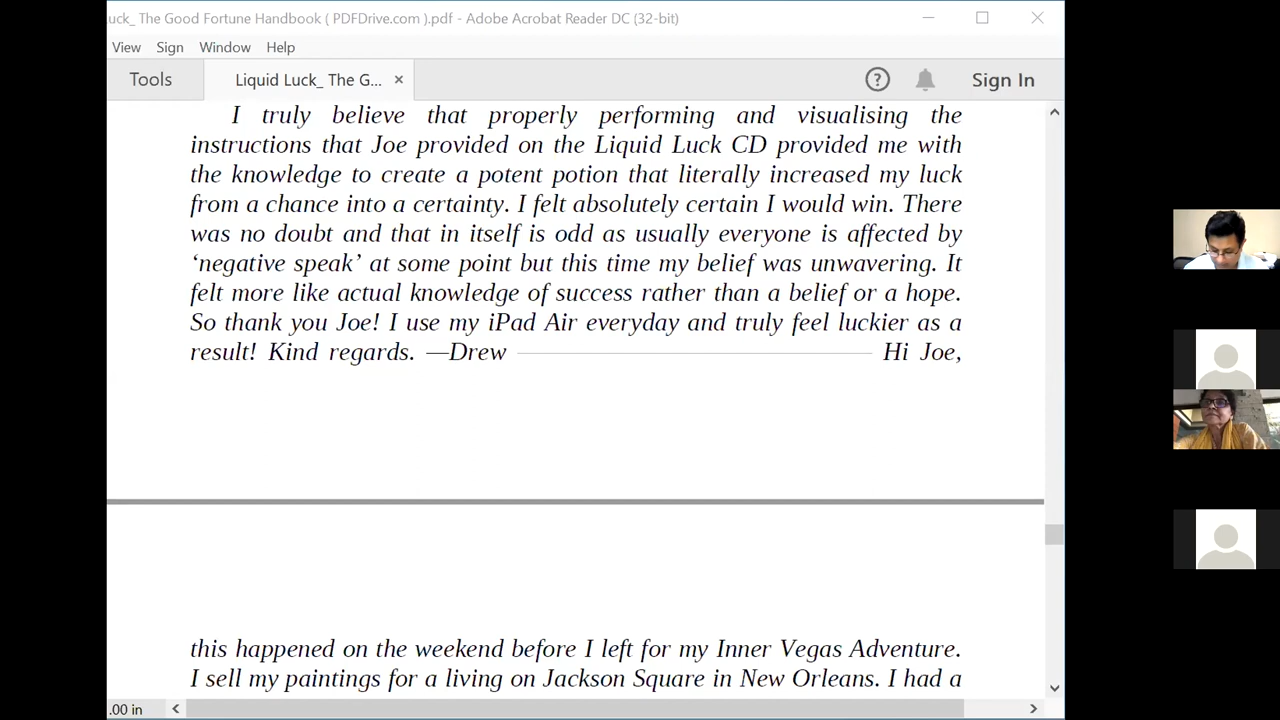 uck_ The Good Fortune Handbook ( PDFDrive.com ).pdf - Adobe Acrobat Reader DC (32-bit)
View Sign Window Help
Tools Liquid Luck_ The G... × Sign In
I truly believe that properly performing and visualising the
instructions that Joe provided on the Liquid Luck CD provided me with
the knowledge to create a potent potion that literally increased my luck
from a chance into a certainty. I felt absolutely certain I would win. There
was no doubt and that in itself is odd as usually everyone is affected by
‘negative speak’ at some point but this time my belief was unwavering. It
felt more like actual knowledge of success rather than a belief or a hope.
So thank you Joe! I use my iPad Air everyday and truly feel luckier as a
result! Kind regards. —Drew Hi Joe,
this happened on the weekend before I left for my Inner Vegas Adventure.
I sell my paintings for a living on Jackson Square in New Orleans. I had a
.00 in